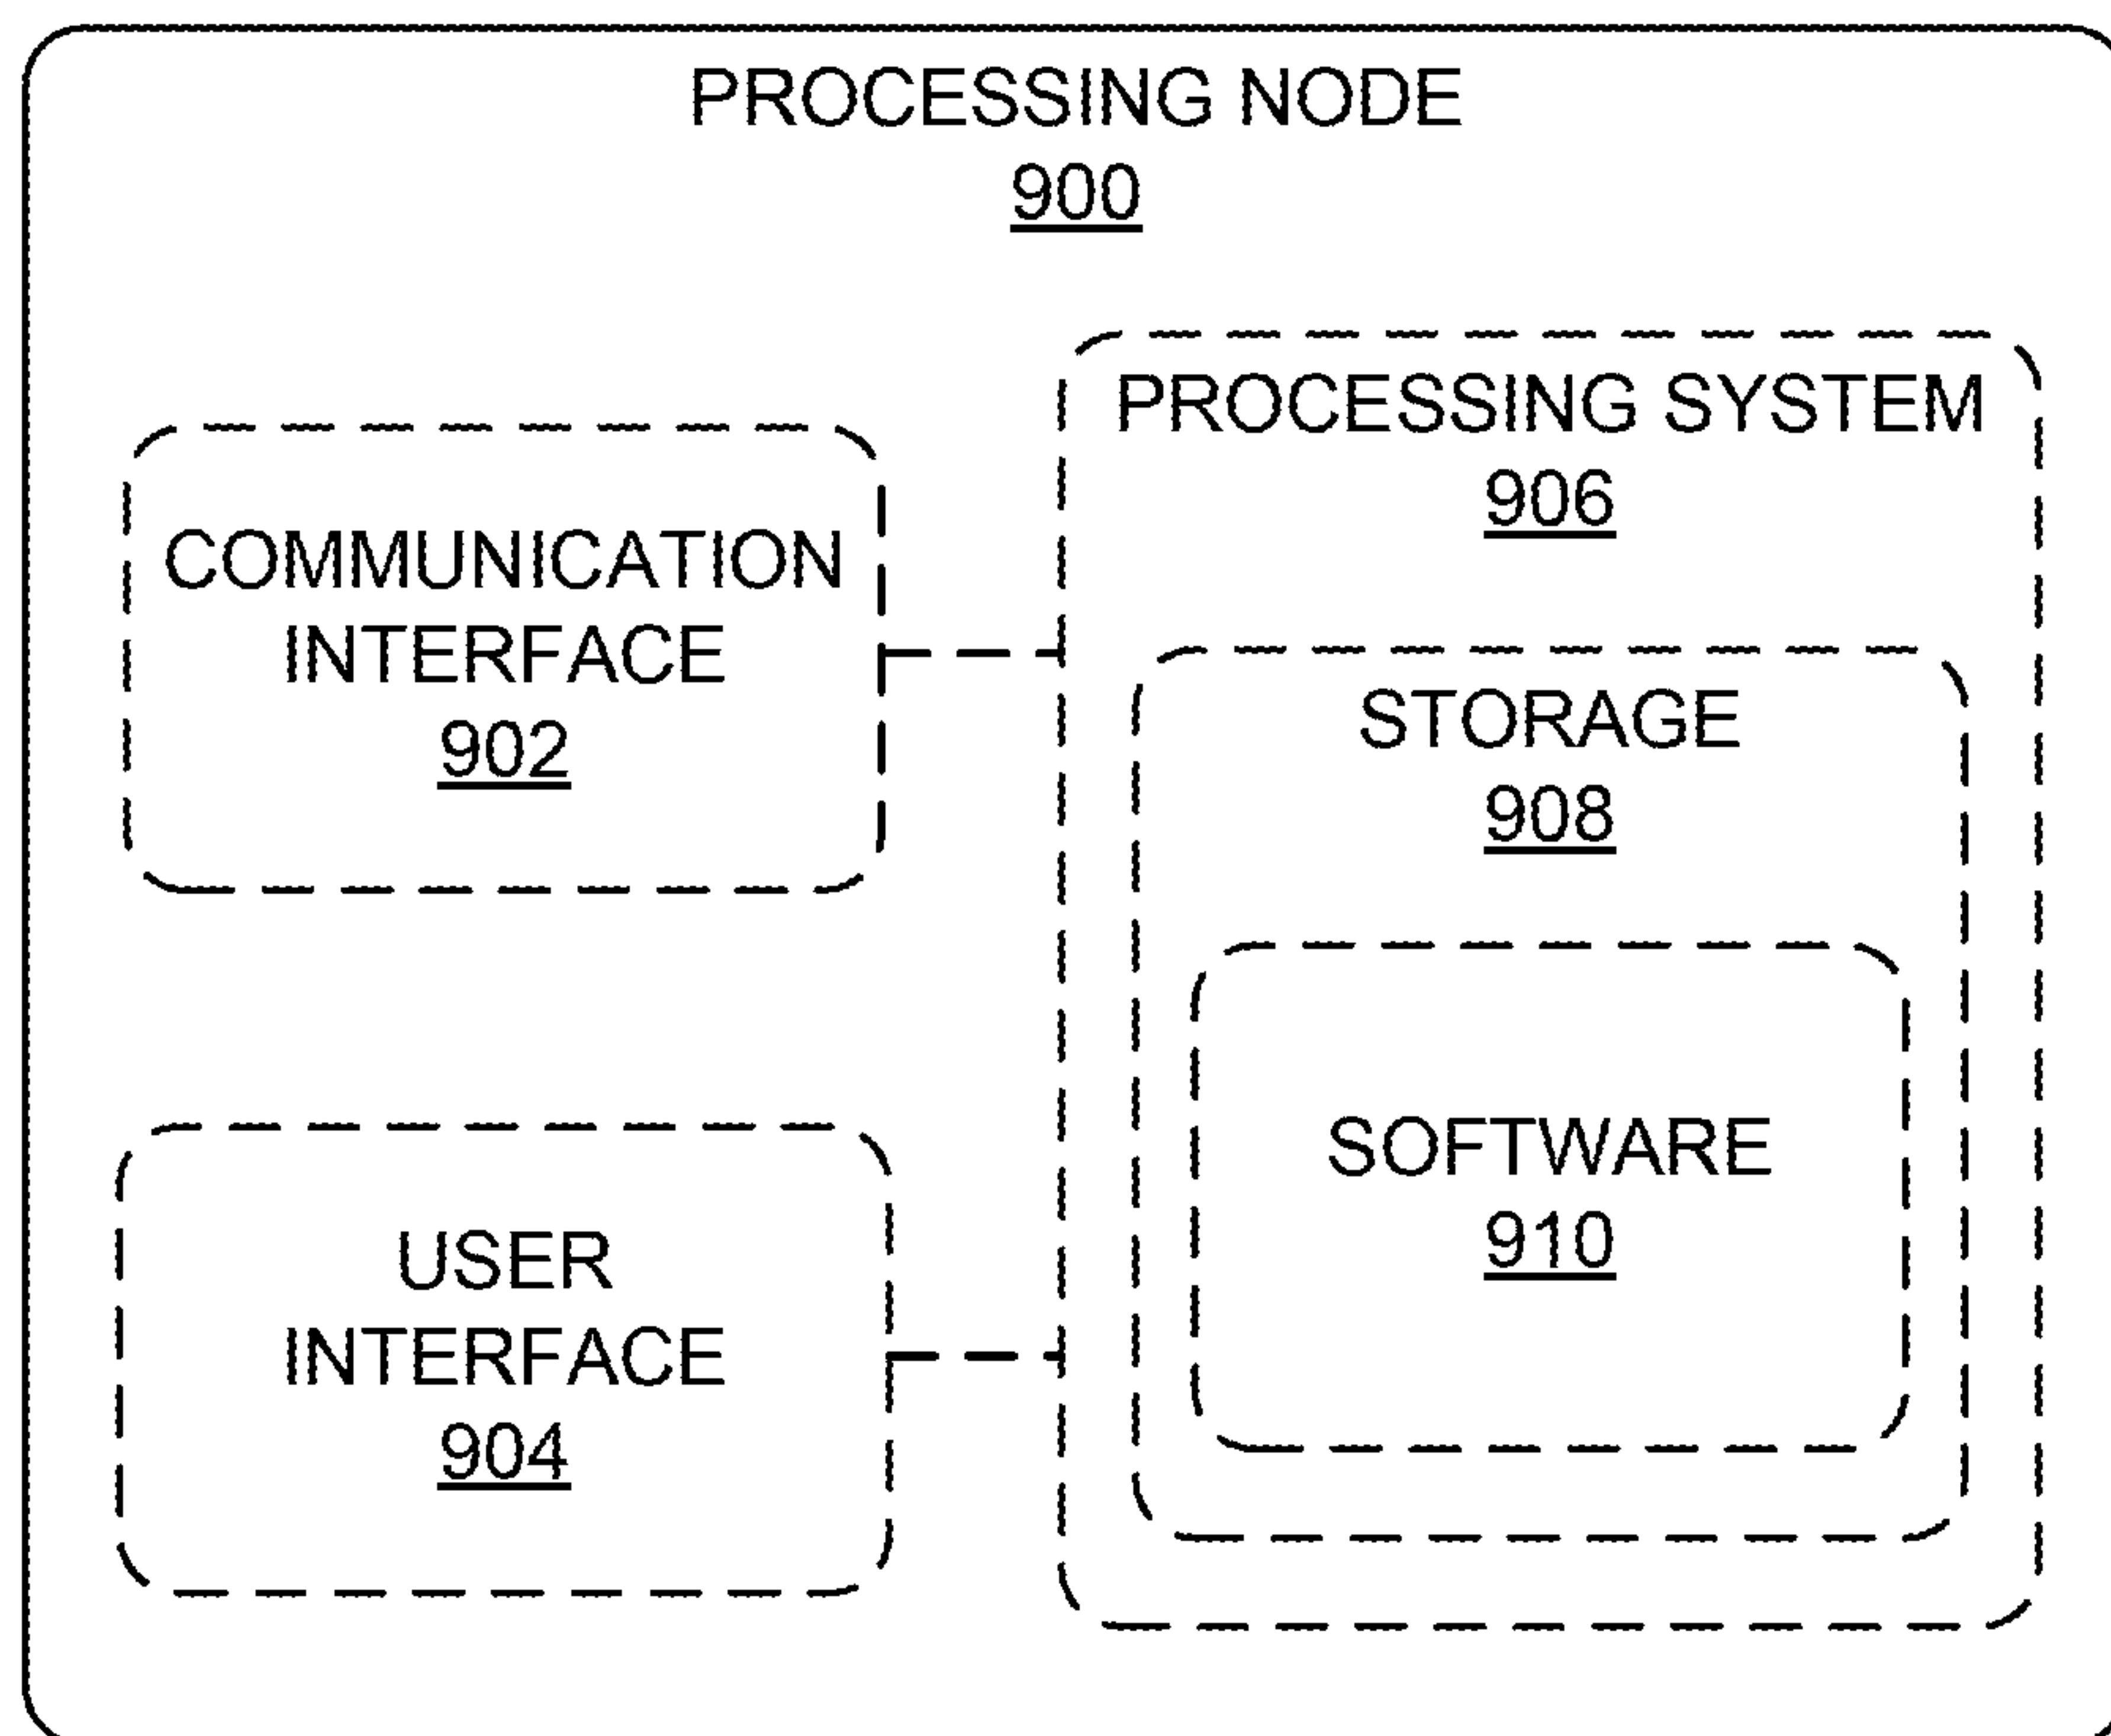 PROCESSING NODE
900
COMMUNICATION
INTERFACE
902
USER
INTERFACE
904
PROCESSING SYSTEM
906
STORAGE
908
SOFTWARE
910